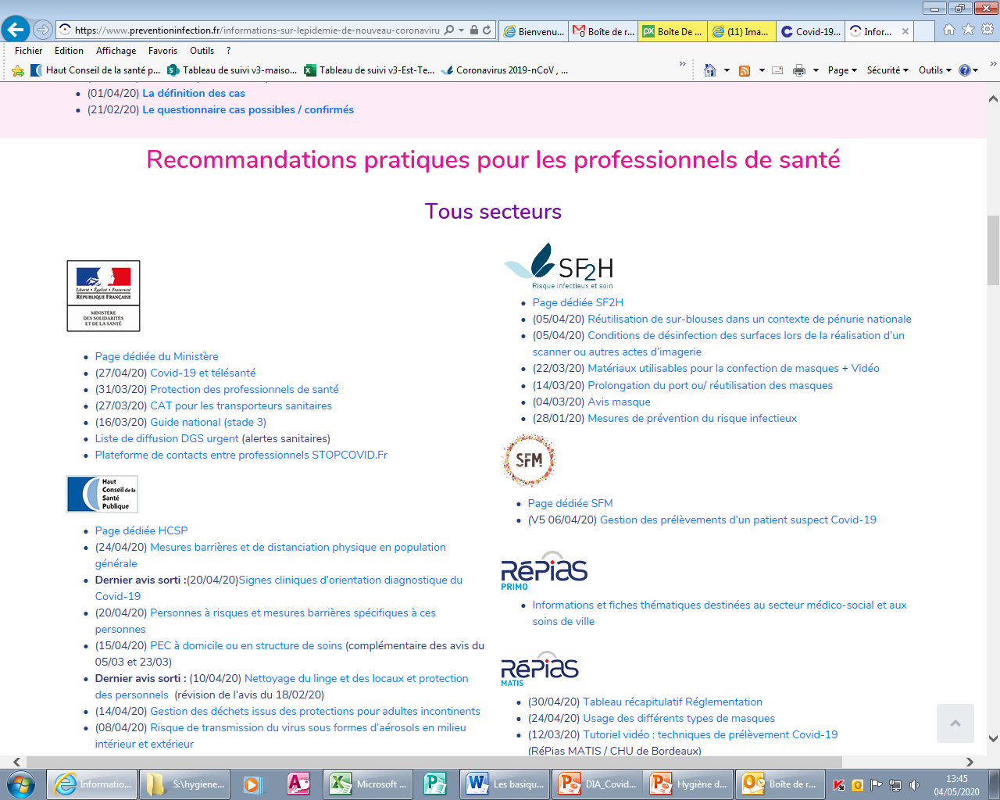 https://www.preventioninfection.fr/informations-sur-lepidemie-de-nouveau-coronaviru
Bienvenu...
Boîte de r...
Boîte De ...
(11) Ima...
Covid-19...
Infor...
Fichier Edition Affichage Favoris Outils ?
Haut Conseil de la santé p...
Tableau de suivi v3-maiso...
Tableau de suivi v3-Est-Te...
Coronavirus 2019-nCoV , ...
Page Sécurité Outils
(01/04/20) La définition des cas
(21/02/20) Le questionnaire cas possibles / confirmés
Recommandations pratiques pour les professionnels de santé
Tous secteurs
Liberté • Égalité • Fraternité
RÉPUBLIQUE FRANÇAISE
MINISTÈRE
DES SOLIDARITÉS
ET DE LA SANTÉ
Page dédiée du Ministère
(27/04/20) Covid-19 et télésanté
(31/03/20) Protection des professionnels de santé
(27/03/20) CAT pour les transporteurs sanitaires
(16/03/20) Guide national (stade 3)
Liste de diffusion DGS urgent (alertes sanitaires)
Plateforme de contacts entre professionnels STOPCOVID.Fr
Haut
Conseil de la
Santé
Publique
Page dédiée HCSP
(24/04/20) Mesures barrières et de distanciation physique en population
générale
Dernier avis sorti :(20/04/20)Signes cliniques d'orientation diagnostique du
Covid-19
(20/04/20) Personnes à risques et mesures barrières spécifiques à ces
personnes
(15/04/20) PEC à domicile ou en structure de soins (complémentaire des avis du
05/03 et 23/03)
Dernier avis sorti : (10/04/20) Nettoyage du linge et des locaux et protection
des personnels (révision de l'avis du 18/02/20)
(14/04/20) Gestion des déchets issus des protections pour adultes incontinents
(08/04/20) Risque de transmission du virus sous formes d'aérosols en milieu
intérieur et extérieur
SF2H
Risque infectieux et soin
Page dédiée SF2H
(05/04/20) Réutilisation de sur-blouses dans un contexte de pénurie nationale
(05/04/20) Conditions de désinfection des surfaces lors de la réalisation d'un
scanner ou autres actes d'imagerie
(22/03/20) Matériaux utilisables pour la confection de masques + Vidéo
(14/03/20) Prolongation du port ou/ réutilisation des masques
(04/03/20) Avis masque
(28/01/20) Mesures de prévention du risque infectieux
SFM
Page dédiée SFM
(V5 06/04/20) Gestion des prélèvements d'un patient suspect Covid-19
RéPias
PRIMO
Informations et fiches thématiques destinées au secteur médico-social et aux
soins de ville
RéPias
MATIS
(30/04/20) Tableau récapitulatif Réglementation
(24/04/20) Usage des différents types de masques
(12/03/20) Tutoriel vidéo : techniques de prélèvement Covid-19
(RéPias MATIS / CHU de Bordeaux)
Informatio...
S:\hygiene...
Microsoft ...
Les basiqu...
DIA_Covid...
Hygiène d...
Boîte de r...
13:45
04/05/2020